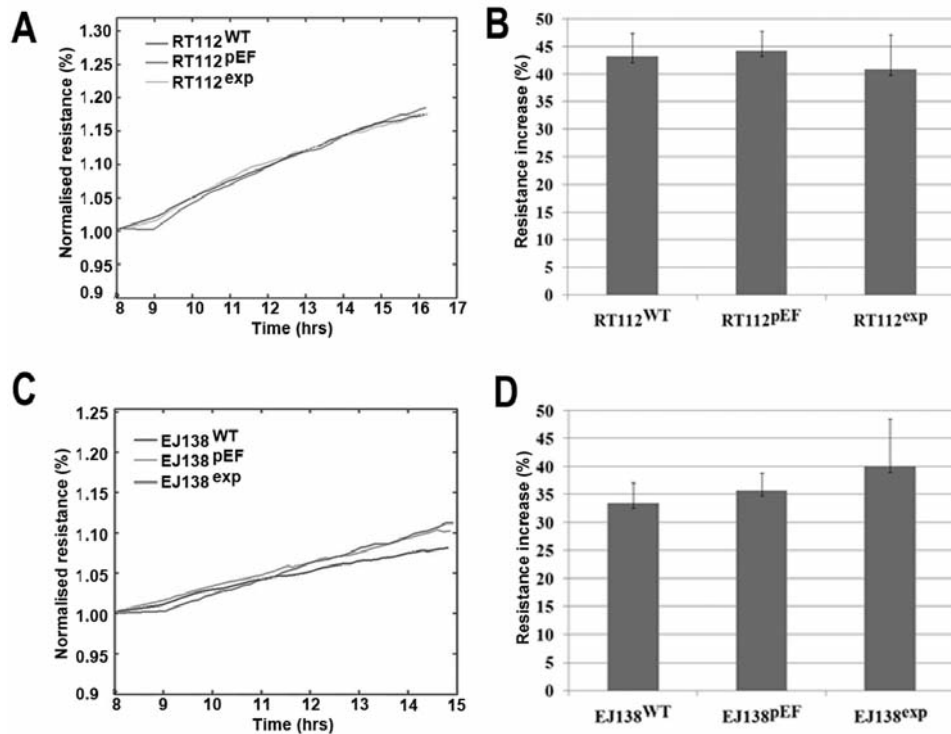 A
Normalised resistance (%)
1.30
1.25
1.20
1.15
1.10
1.05
1.00
0.95
0.9
RT112WT
RT112pEF
RT112exp
8 9 10 11 12 13 14 15 16 17
Time (hrs)
B
Resistance increase (%)
50
45
40
35
30
25
20
15
10
5
0
RT112WT RT112pEF RT112exp
C
Normalised resistance (%)
1.25
1.20
1.15
1.10
1.05
1.00
0.95
0.9
EJ138WT
EJ138pEF
EJ138exp
8 9 10 11 12 13 14 15
Time (hrs)
D
Resistance increase (%)
50
45
40
35
30
25
20
15
10
5
0
EJ138WT EJ138pEF EJ138exp